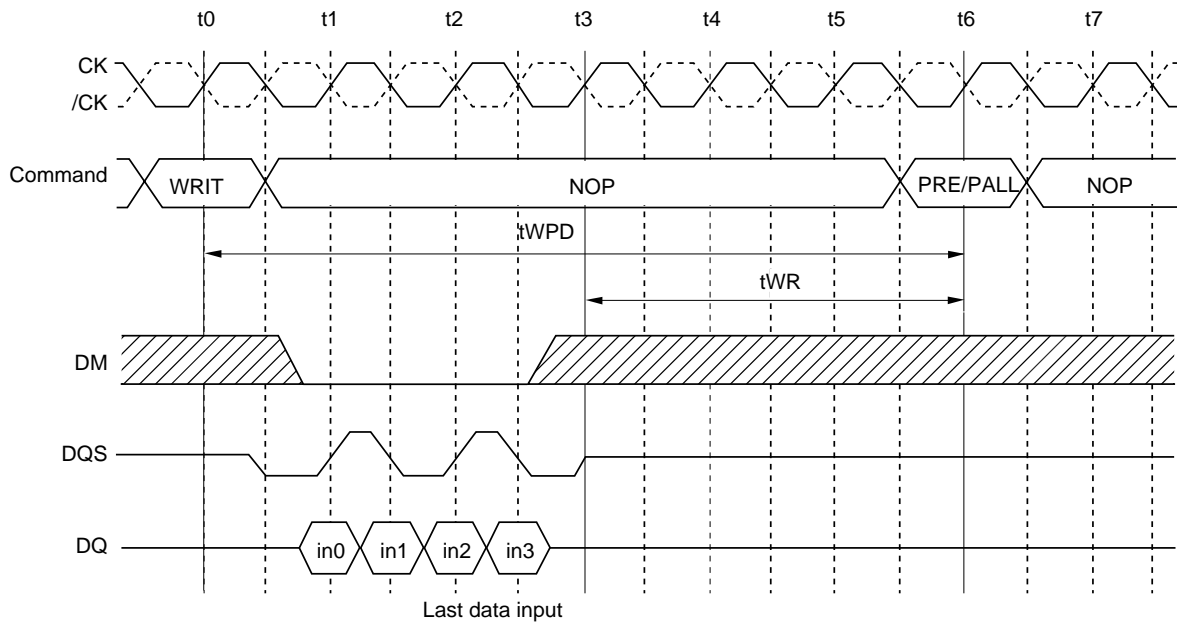 t0 t1 t2 t3 t4 t5 t6 t7
CK
/CK
Command WRIT NOP PRE/PALL NOP
tWPD
tWR
DM
DQS
DQ in0 in1 in2 in3
Last data input